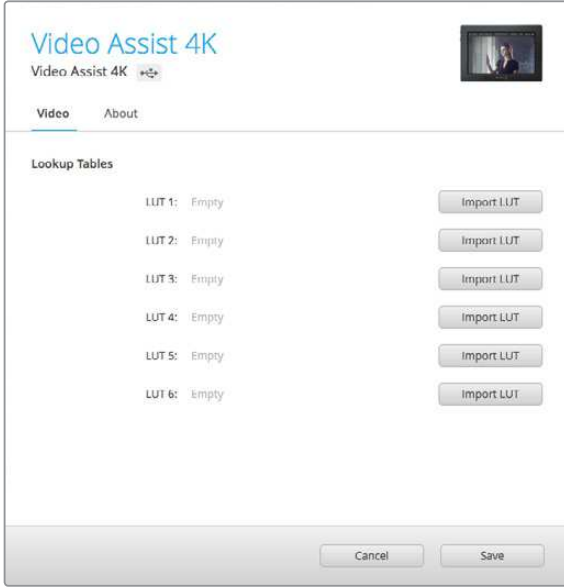 Video Assist 4K
Video Assist 4K
Video About
Lookup Tables
LUT 1: Empty Import LUT
LUT 2: Empty Import LUT
LUT 3: Empty Import LUT
LUT 4: Empty Import LUT
LUT 5: Empty Import LUT
LUT 6: Empty Import LUT
Cancel Save